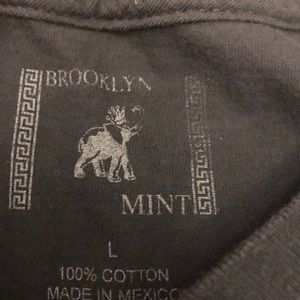 BROOKLYN
MINT
L
100% COTTON
MADE IN MEXICO